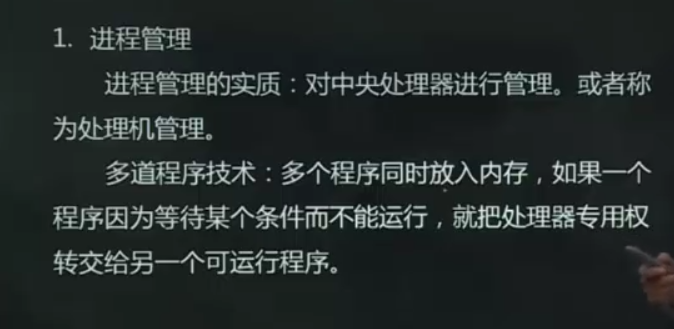 1. 进程管理
进程管理的实质：对中央处理器进行管理。或者称
为处理机管理。
多道程序技术：多个程序同时放入内存，如果一个
程序因为等待某个条件而不能运行，就把处理器专用权
转交给另一个可运行程序。